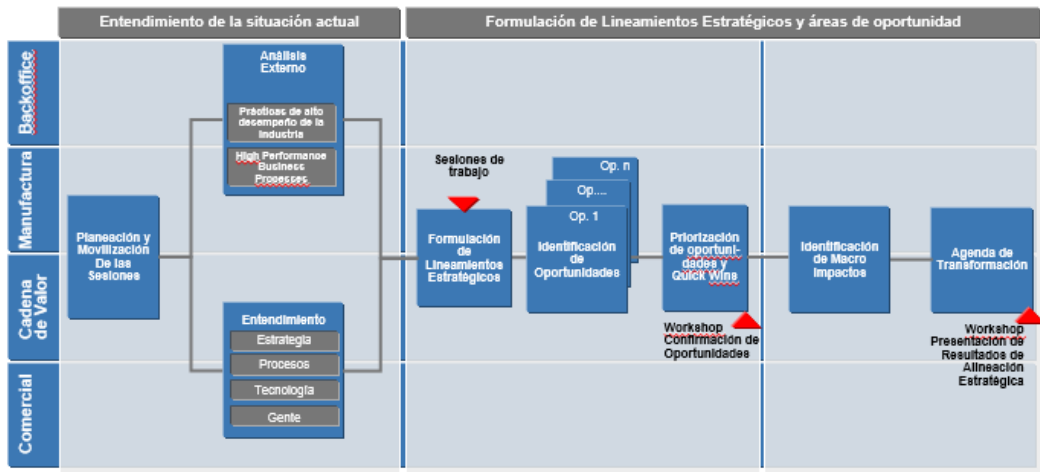 Entendimiento de la situación actual
Formulación de Lineamientos Estratégicos y áreas de oportunidad
Backoffice
Manufactura
Cadena
de Valor
Comercial
Planeación y
Movilización
De las
Sesiones
Análisis
Externo
Prácticas de alto
desempeño de la
Industria
High Performance
Business
Processes
Entendimiento
Estrategia
Procesos
Tecnología
Gente
Sesiones de
trabajo
Formulación
de
Lineamientos
Estratégicos
Op. n
Op....
Op. 1
Identificación
de
Oportunidades
Priorización
de oportuni-
dades y
Quick Wins
Workshop
Confirmación de
Oportunidades
Identificación
de Macro
Impactos
Agenda de
Transformación
Workshop
Presentación de
Resultados de
Alineación
Estratégica